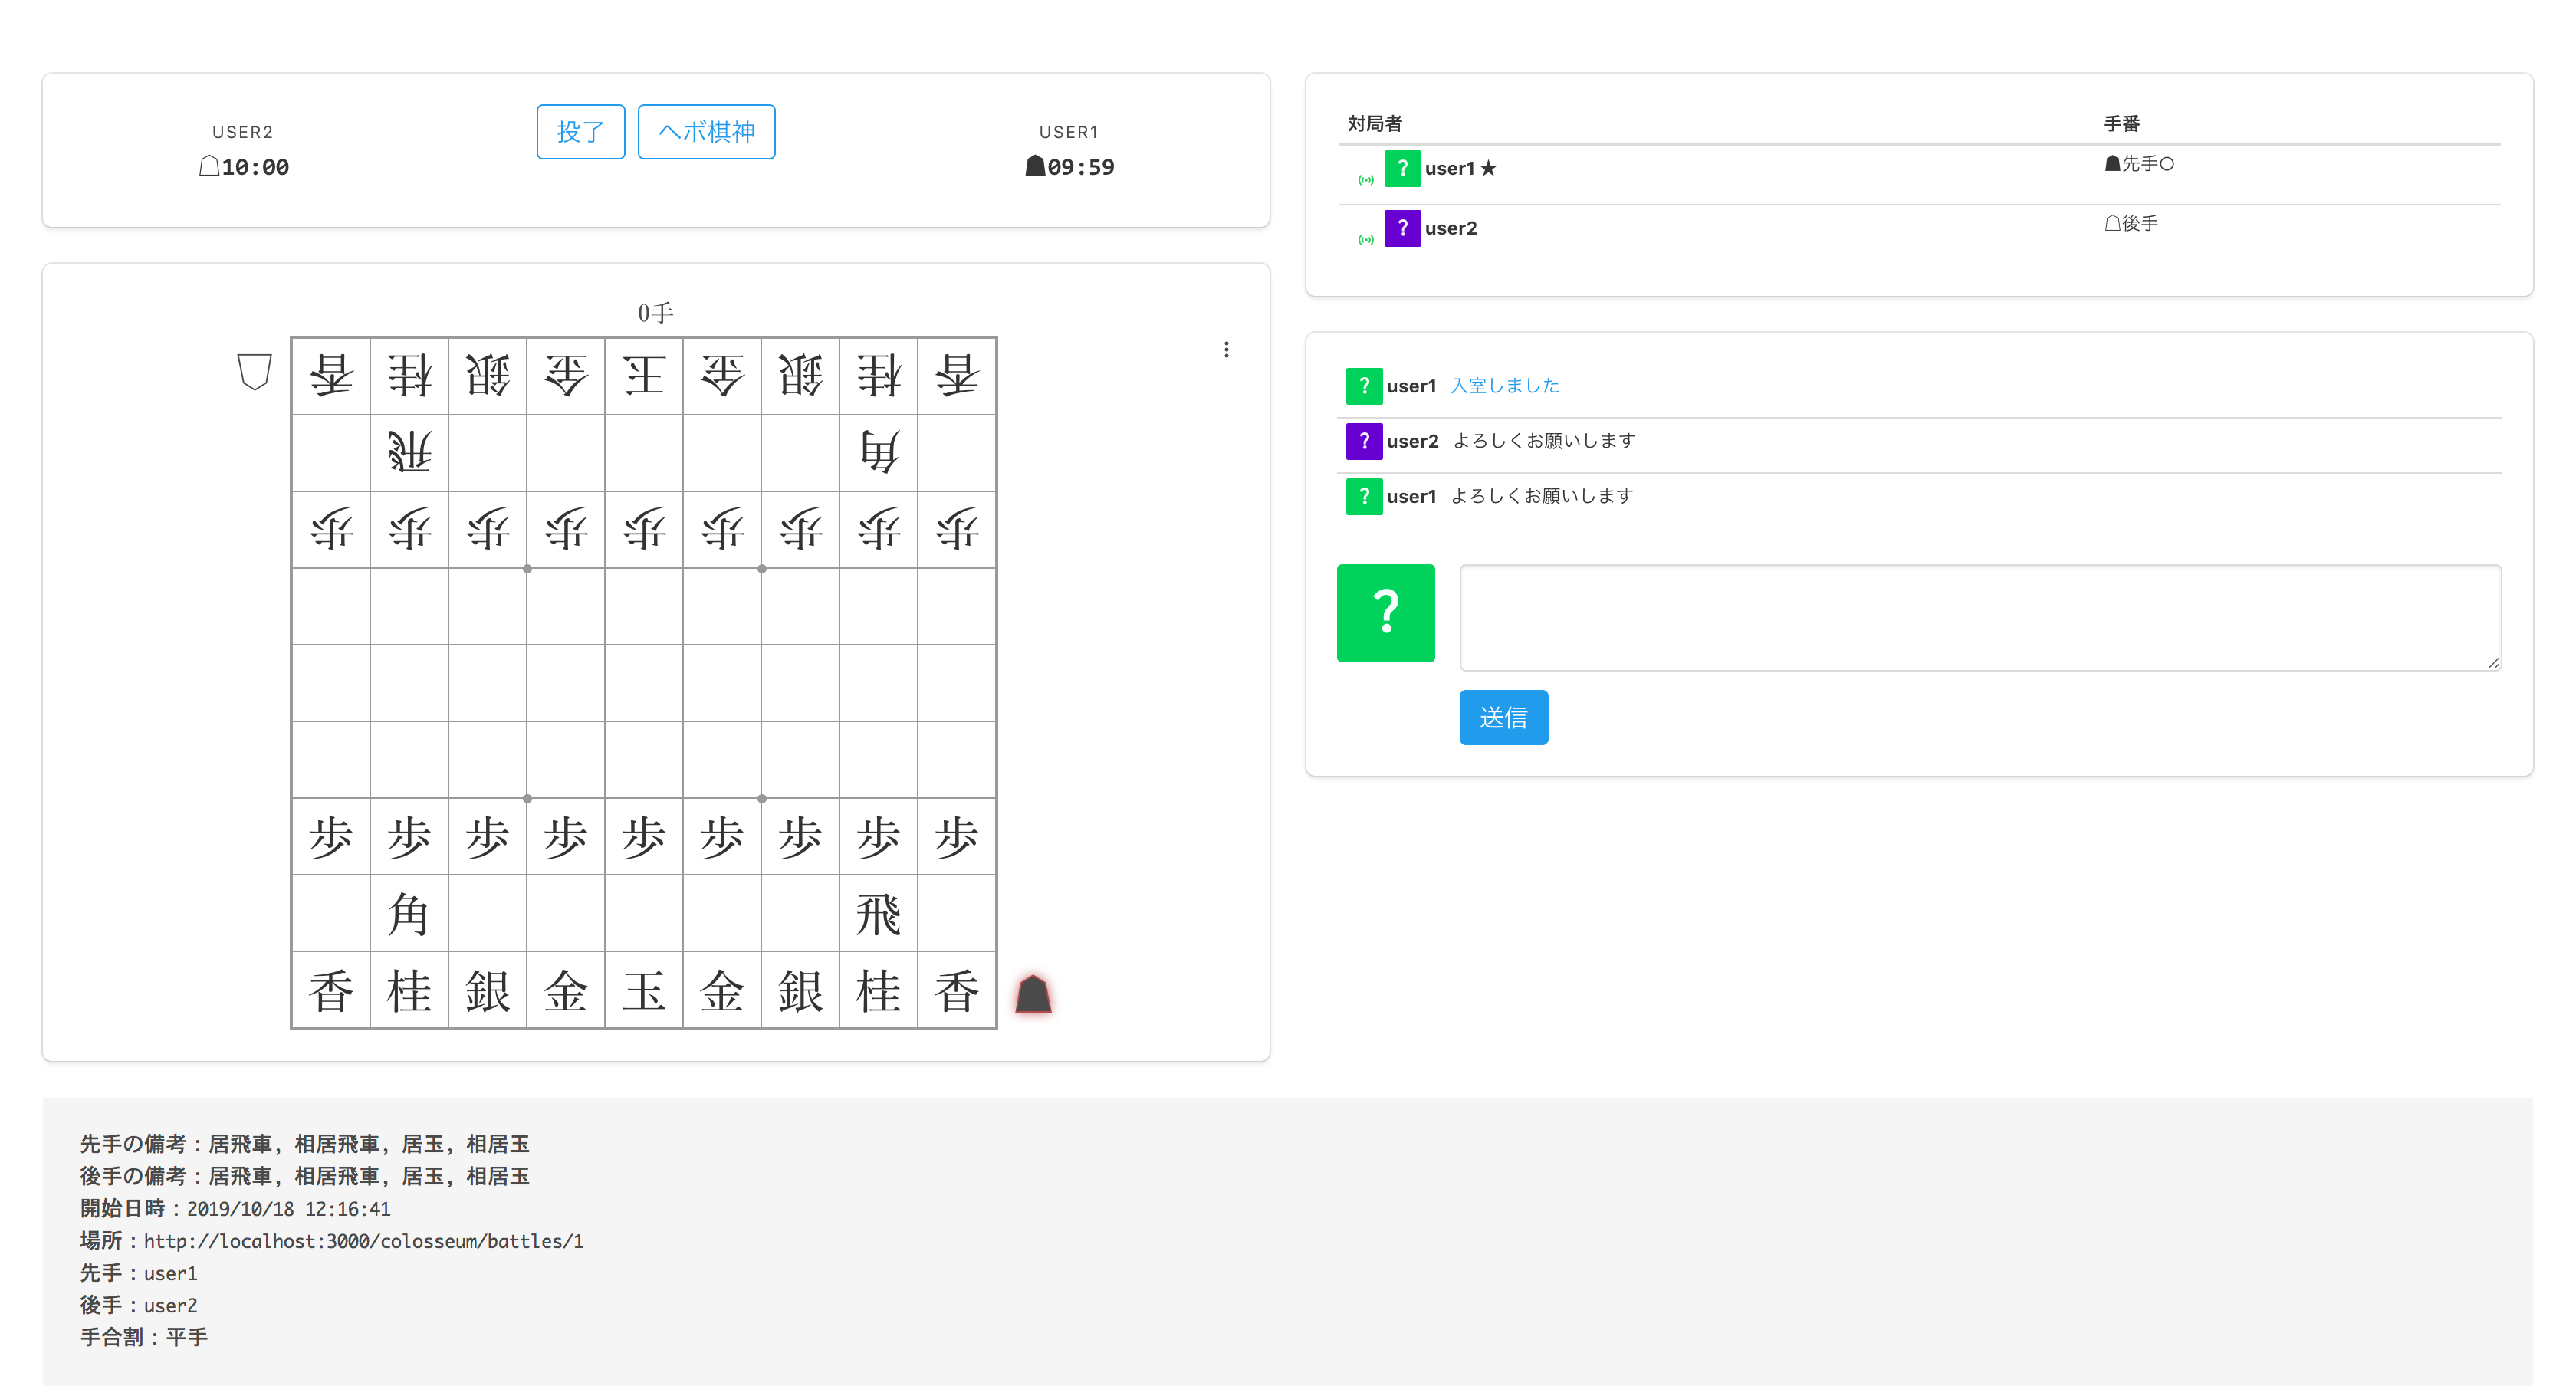 USER2
☖10:00
投了
ヘボ棋神
USER1
☗09:59
0手
香桂銀金王金銀桂香
飛角
歩歩歩歩歩歩歩歩歩
歩歩歩歩歩歩歩歩歩
角飛
香桂銀金玉金銀桂香
対局者 手番
? user1★ ☗先手○
? user2 ☖後手
? user1 入室しました
? user2 よろしくお願いします
? user1 よろしくお願いします
?
送信
先手の備考：居飛車, 相居飛車, 居玉, 相居玉
後手の備考：居飛車, 相居飛車, 居玉, 相居玉
開始日時：2019/10/18 12:16:41
場所：http://localhost:3000/colosseum/battles/1
先手：user1
後手：user2
手合割：平手